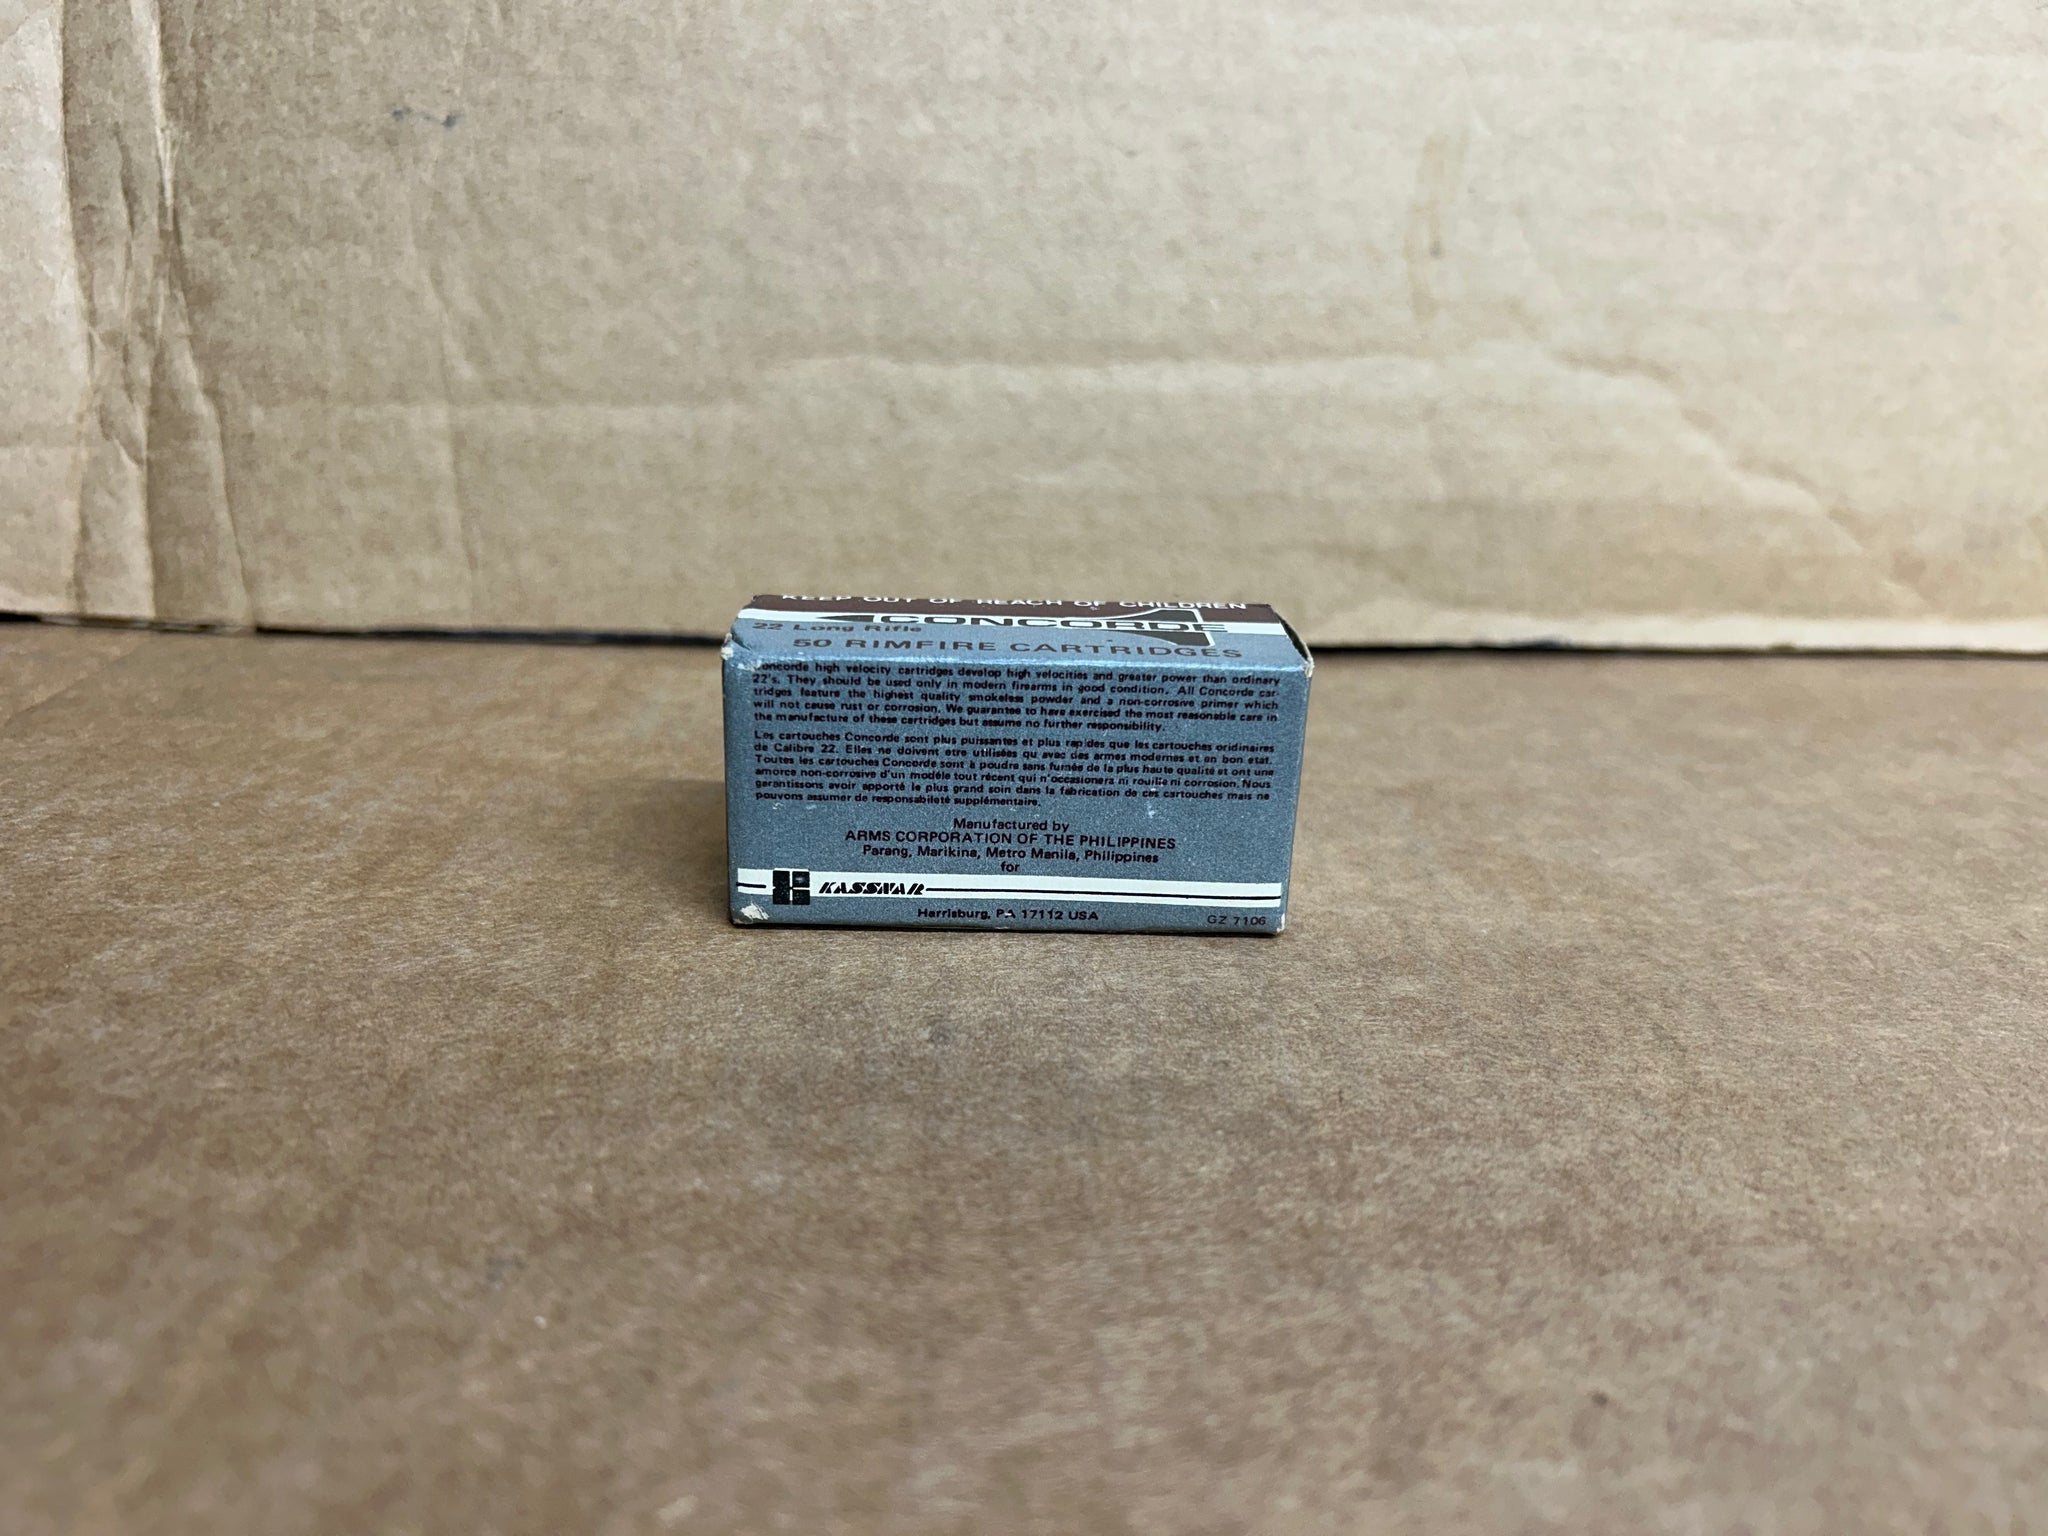 KEEP OUT OF REACH OF CHILDREN
CONCORDE
22 Long Rifle
50 RIMFIRE CARTRIDGES
Concorde high velocity cartridges develop high velocities and greater power than ordinary
22's. They should be used only in modern firearms in good condition. All Concorde car-
tridges feature the highest quality smokeless powder and a non-corrosive primer which
will not cause rust or corrosion. We guarantee to have exercised the most reasonable care in
the manufacture of these cartridges but assume no further responsibility.
Les cartouches Concorde sont plus puissantes et plus rapides que les cartouches oridinaires
de Calibre 22. Elles ne doivent etre utilisées qu avec des armes modernes et en bon etat.
Toutes les cartouches Concorde sont à poudre sans fumée de la plus haute qualité et ont une
amorce non-corrosive d'un modéle tout récent qui n'occasionera ni rouille ni corrosion. Nous
garantissons avoir apporté le plus grand soin dans la fabrication de ces cartouches mais ne
pouvons assumer de responsabileté supplémentaire.
Manufactured by
ARMS CORPORATION OF THE PHILIPPINES
Parang, Marikina, Metro Manila, Philippines
for
KASSNAR
Harrisburg, PA 17112 USA
GZ 7106